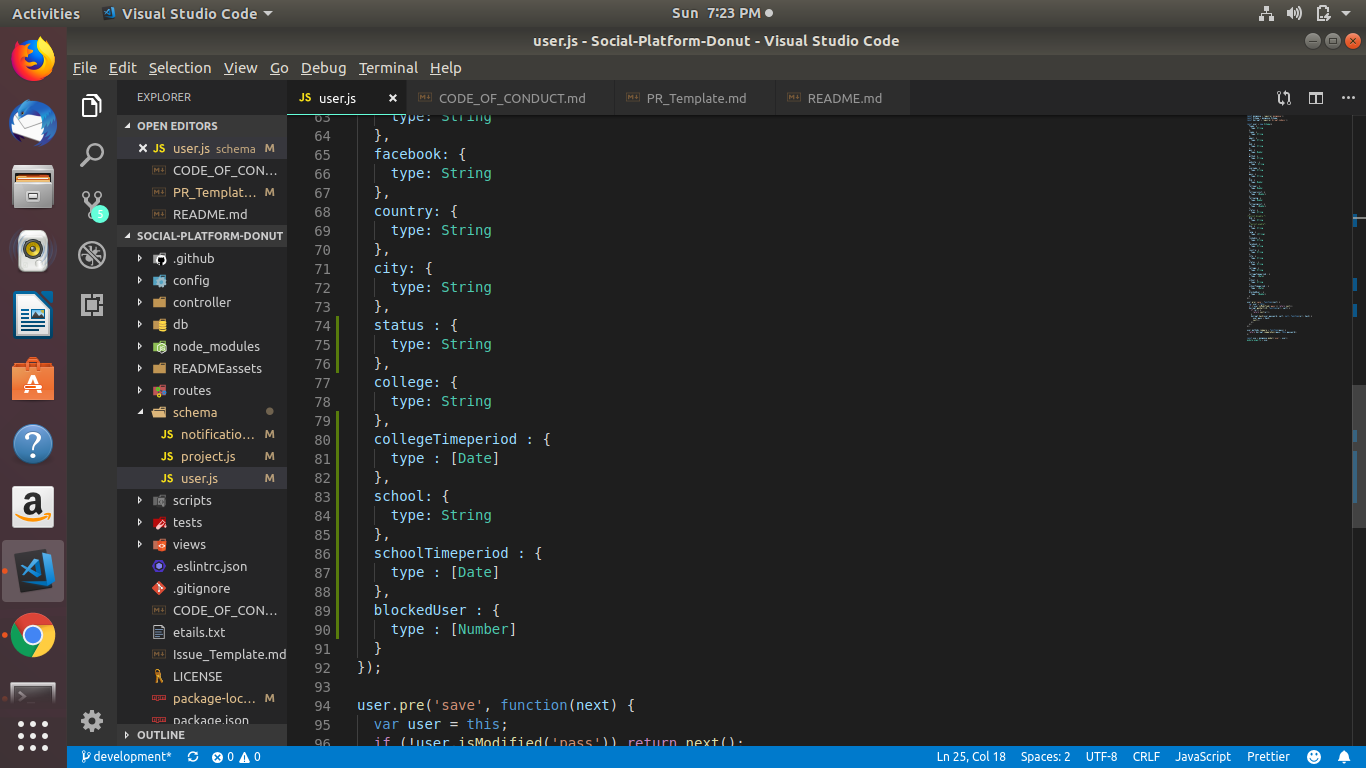 Activities
Visual Studio Code
Sun 7:23 PM
user.js - Social-Platform-Donut - Visual Studio Code
File Edit Selection View Go Debug Terminal Help
EXPLORER
JS user.js
CODE_OF_CONDUCT.md
PR_Template.md
README.md
OPEN EDITORS
JS user.js schema M
CODE_OF_CON...
PR_Templat... M
README.md
5
SOCIAL-PLATFORM-DONUT
.github
config
controller
db
node_modules
READMEassets
routes
schema
JS notificatio... M
JS project.js M
JS user.js M
scripts
tests
views
.eslintrc.json
.gitignore
CODE_OF_CON...
etails.txt
Issue_Template.md
LICENSE
package-loc... M
package.json
OUTLINE
63 type: String
64 },
65 facebook: {
66 type: String
67 },
68 country: {
69 type: String
70 },
71 city: {
72 type: String
73 },
74 status : {
75 type: String
76 },
77 college: {
78 type: String
79 },
80 collegeTimeperiod : {
81 type : [Date]
82 },
83 school: {
84 type: String
85 },
86 schoolTimeperiod : {
87 type : [Date]
88 },
89 blockedUser : {
90 type : [Number]
91 }
92 });
93
94 user.pre('save', function(next) {
95 var user = this;
96 if (!user.isModified('pass')) return next();
development*
0 0
Ln 25, Col 18
Spaces: 2
UTF-8
CRLF
JavaScript
Prettier